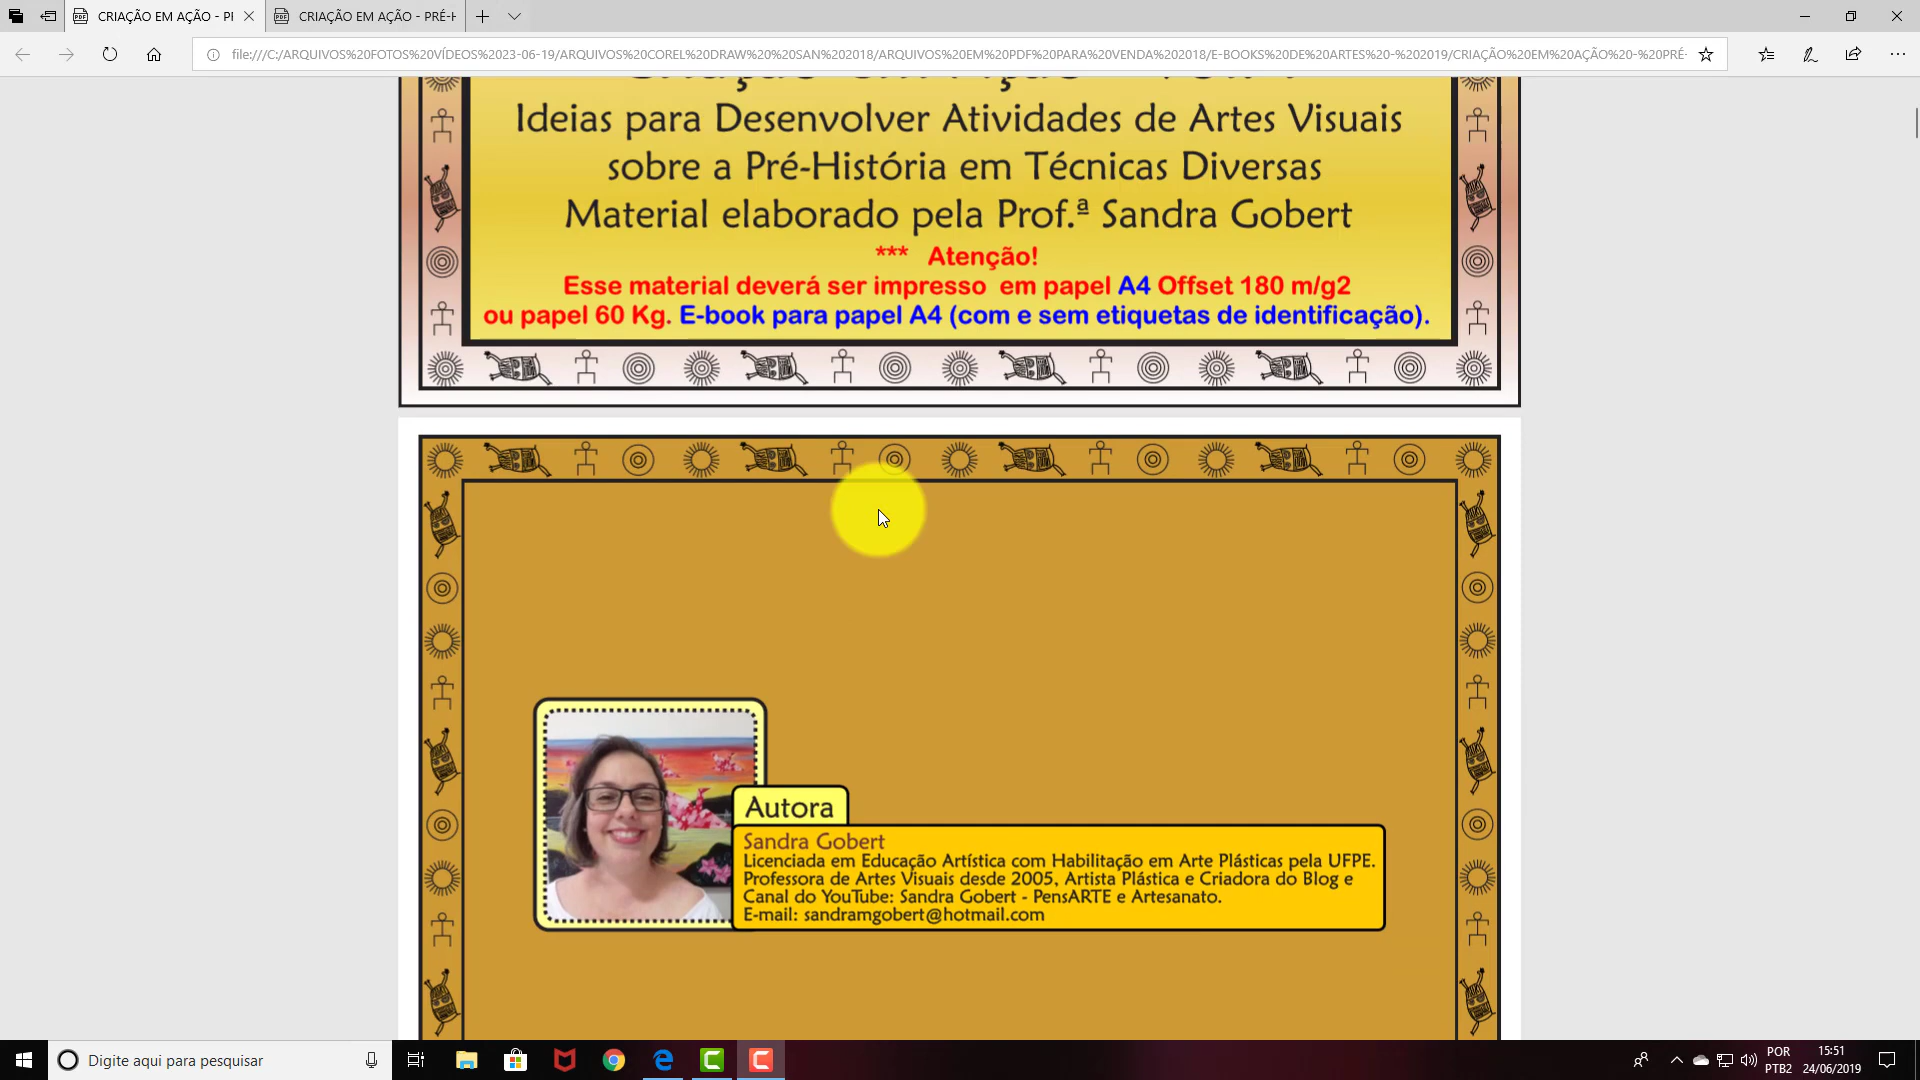 CRIAÇÃO EM AÇÃO - PI
CRIAÇÃO EM AÇÃO - PRÉ-H
file:///C:/ARQUIVOS%20FOTOS%20VÍDEOS%202023-06-19/ARQUIVOS%20COREL%20DRAW%20%20SAN%202018/ARQUIVOS%20EM%20PDF%20PARA%20VENDA%202018/E-BOOKS%20DE%20ARTES%20-%202019/CRIAÇÃO%20EM%20AÇÃO%20-%20PRÉ-
Ideias para Desenvolver Atividades de Artes Visuais
sobre a Pré-História em Técnicas Diversas
Material elaborado pela Prof.ª Sandra Gobert
*** Atenção!
Esse material deverá ser impresso em papel A4 Offset 180 m/g2
ou papel 60 Kg. E-book para papel A4 (com e sem etiquetas de identificação).
Autora
Sandra Gobert
Licenciada em Educação Artística com Habilitação em Arte Plásticas pela UFPE.
Professora de Artes Visuais desde 2005, Artista Plástica e Criadora do Blog e
Canal do YouTube: Sandra Gobert - PensARTE e Artesanato.
E-mail: sandramgobert@hotmail.com
Digite aqui para pesquisar
POR
PTB2
15:51
24/06/2019